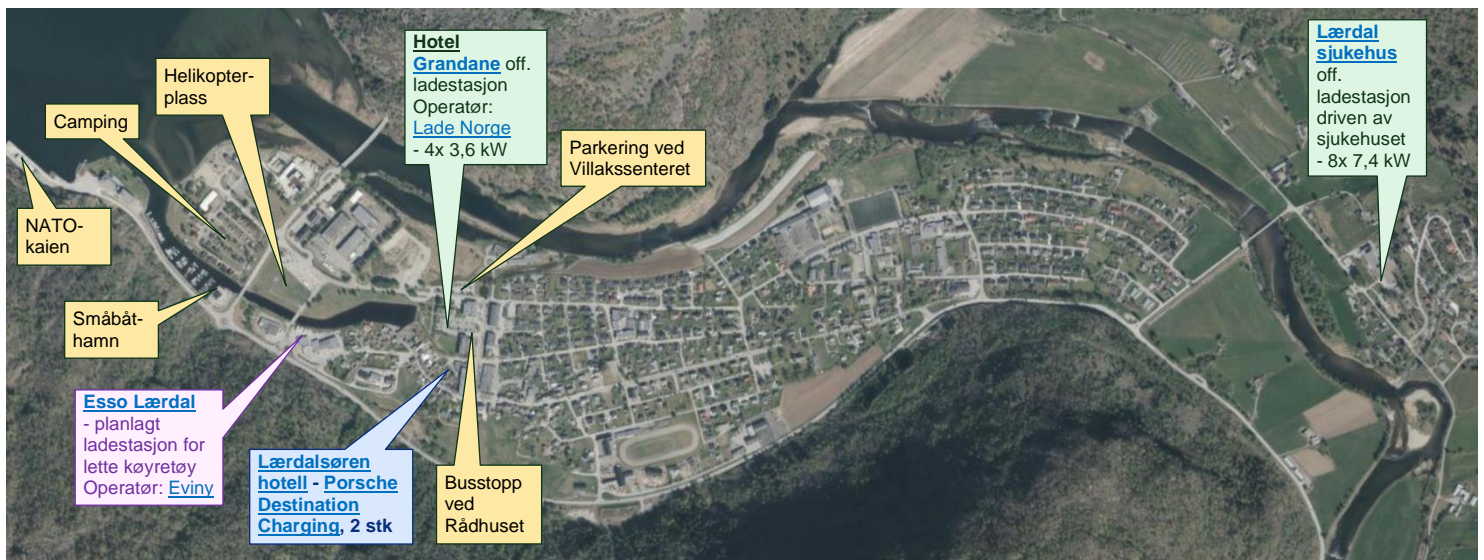 NATO-
kaien
Camping
Helikopter-
plass
Småbåt-
hamn
Esso Lærdal
- planlagt
ladestasjon for
lette køyretøy
Operatør: Eviny
Hotel
Grandane off.
ladestasjon
Operatør:
Lade Norge
- 4x 3,6 kW
Lærdalsøren
hotell - Porsche
Destination
Charging, 2 stk
Busstopp
ved
Rådhuset
Parkering ved
Villakssenteret
Lærdal
sjukehus
off.
ladestasjon
driven av
sjukehuset
- 8x 7,4 kW